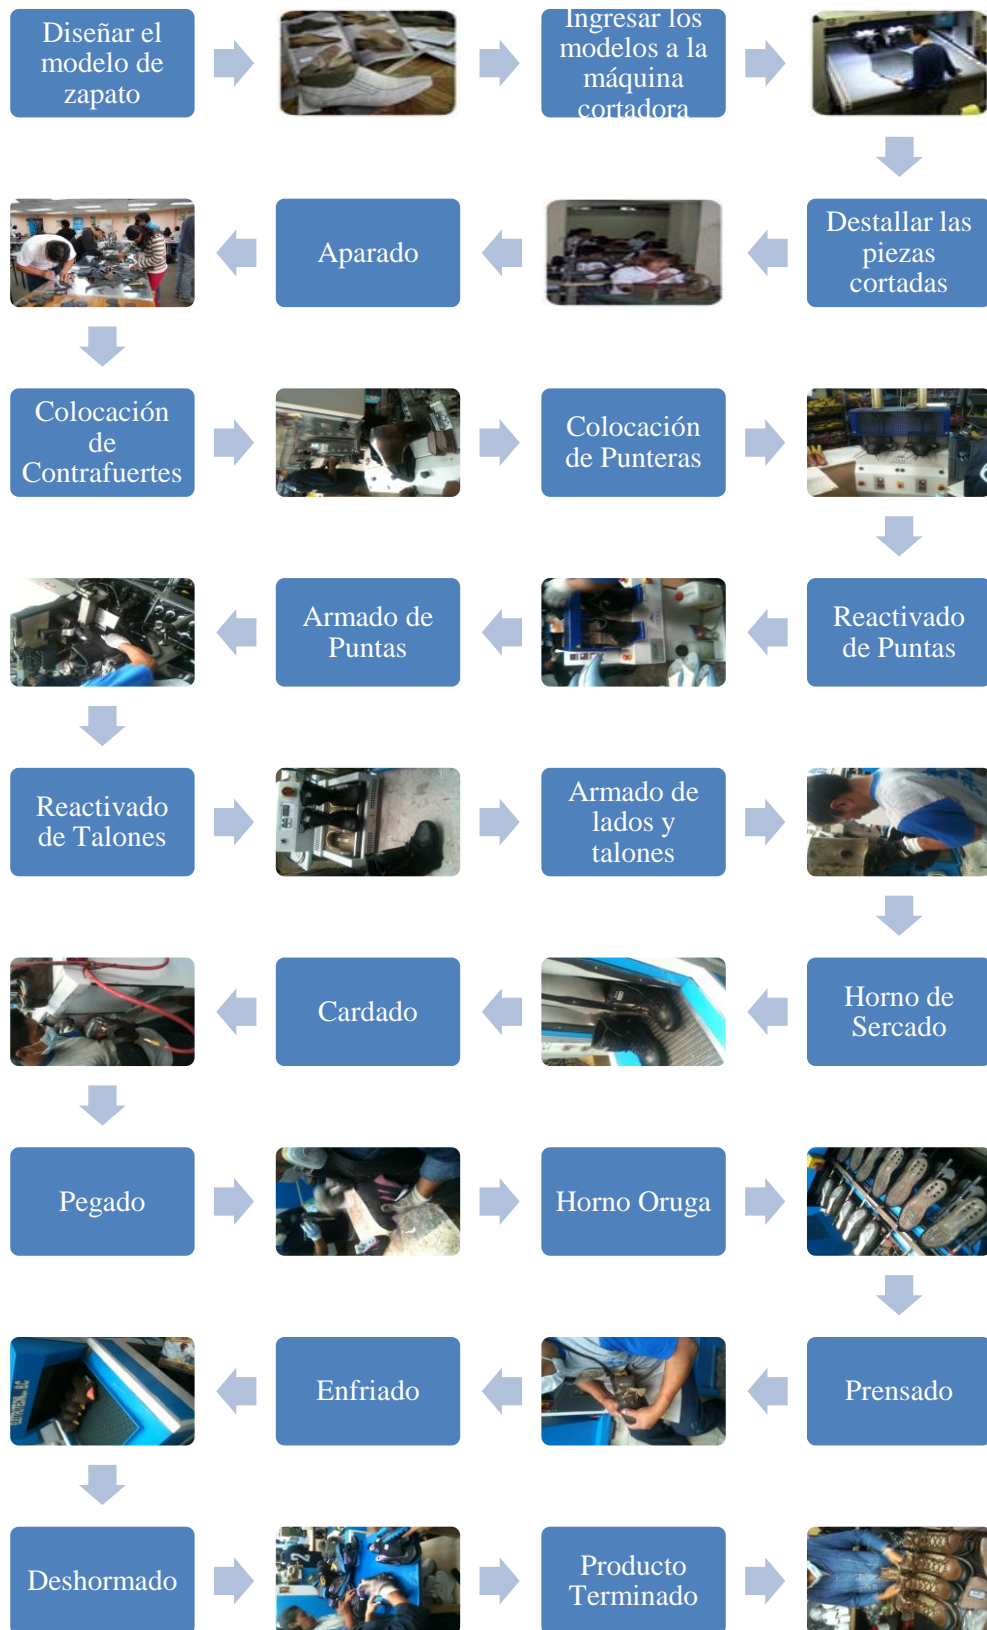 Diseñar el
modelo de
zapato
Ingresar los
modelos a la
máquina
cortadora
Destallar las
piezas
cortadas
Aparado
Colocación
de
Contrafuertes
Colocación
de Punteras
Reactivado
de Puntas
Armado de
Puntas
Reactivado
de Talones
Armado de
lados y
talones
Horno de
Sercado
Cardado
Pegado
Horno Oruga
Prensado
Enfriado
Deshormado
Producto
Terminado